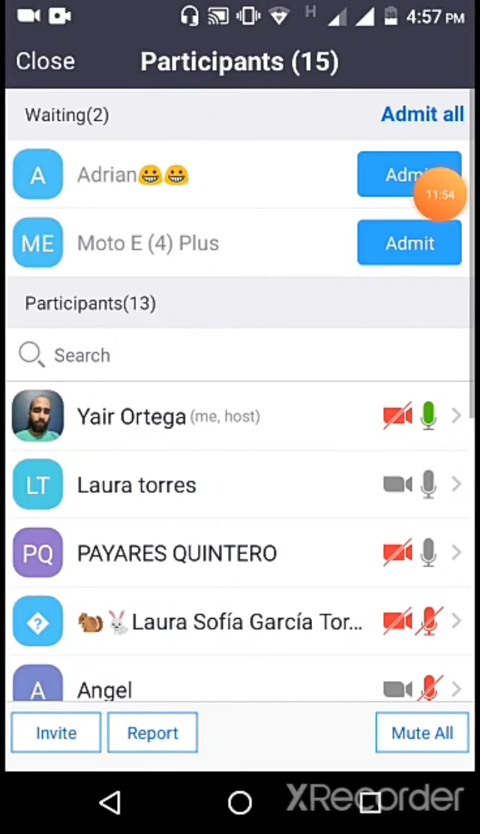 H 4:57 PM
Close Participants (15)
Waiting(2) Admit all
A Adrian😀😀 Admit
11:54
ME Moto E (4) Plus Admit
Participants(13)
Search
Yair Ortega (me, host)
LT Laura torres
PQ PAYARES QUINTERO
? 🐿️🐇Laura Sofía García Tor...
A Angel
Invite Report Mute All
XRecorder